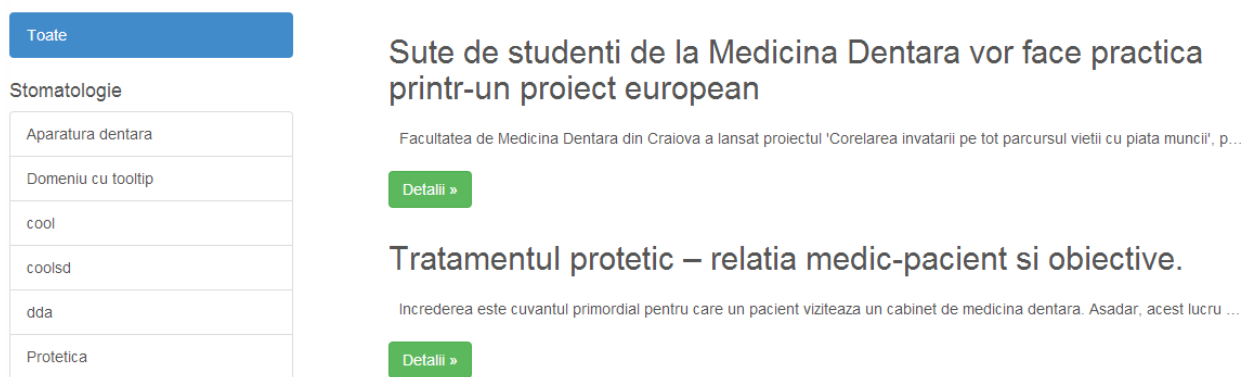 Toate
Stomatologie
Aparatura dentara
Domeniu cu tooltip
cool
coolsd
dda
Protetica
Sute de studenti de la Medicina Dentara vor face practica
printr-un proiect european
Facultatea de Medicina Dentara din Craiova a lansat proiectul 'Corelarea invatarii pe tot parcursul vietii cu piata muncii', p...
Detalii »
Tratamentul protetic – relatia medic-pacient si obiective.
Increderea este cuvantul primordial pentru care un pacient viziteaza un cabinet de medicina dentara. Asadar, acest lucru ...
Detalii »